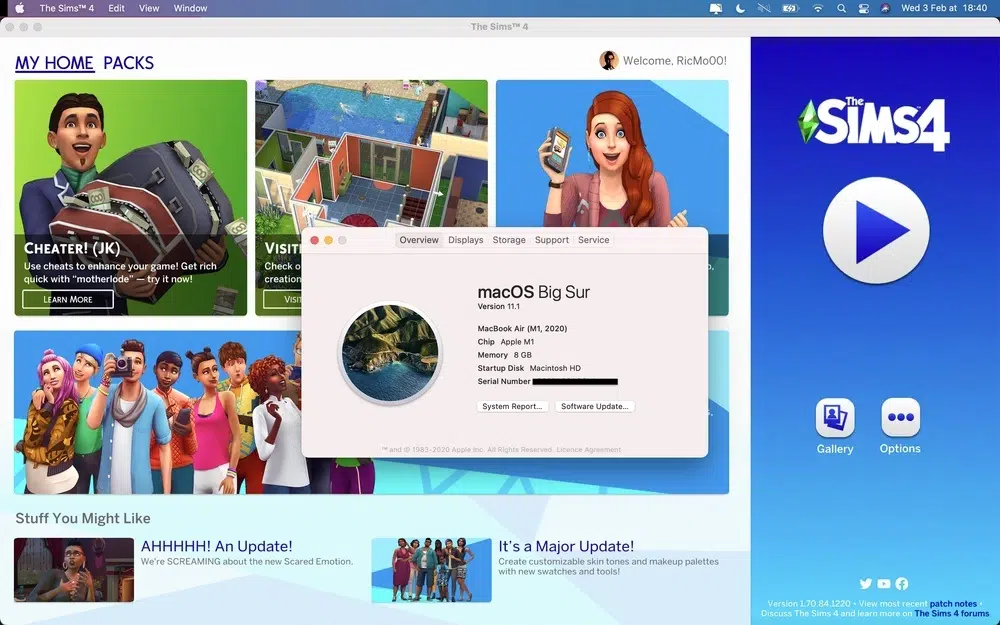 The Sims™ 4 Edit View Window Wed 3 Feb at 18:40
The Sims™ 4
MY HOME PACKS
Welcome, RicMo00!
The SiMS 4
CHEATER! (JK)
Use cheats to enhance your game! Get rich
quick with "motherlode" — try it now!
LEARN MORE
Check o
creation
Overview Displays Storage Support Service
macOS Big Sur
Version 11.1
MacBook Air (M1, 2020)
Chip Apple M1
Memory 8 GB
Startup Disk Macintosh HD
Serial Number
System Report... Software Update...
™ and © 1983-2020 Apple Inc. All Rights Reserved. Licence Agreement
Gallery Options
Stuff You Might Like
AHHHHH! An Update!
We're SCREAMING about the new Scared Emotion.
It's a Major Update!
Create customizable skin tones and makeup palettes
with new swatches and tools!
Version 1.70.84.1220 • View most recent patch notes •
Discuss The Sims 4 and learn more on The Sims 4 forums